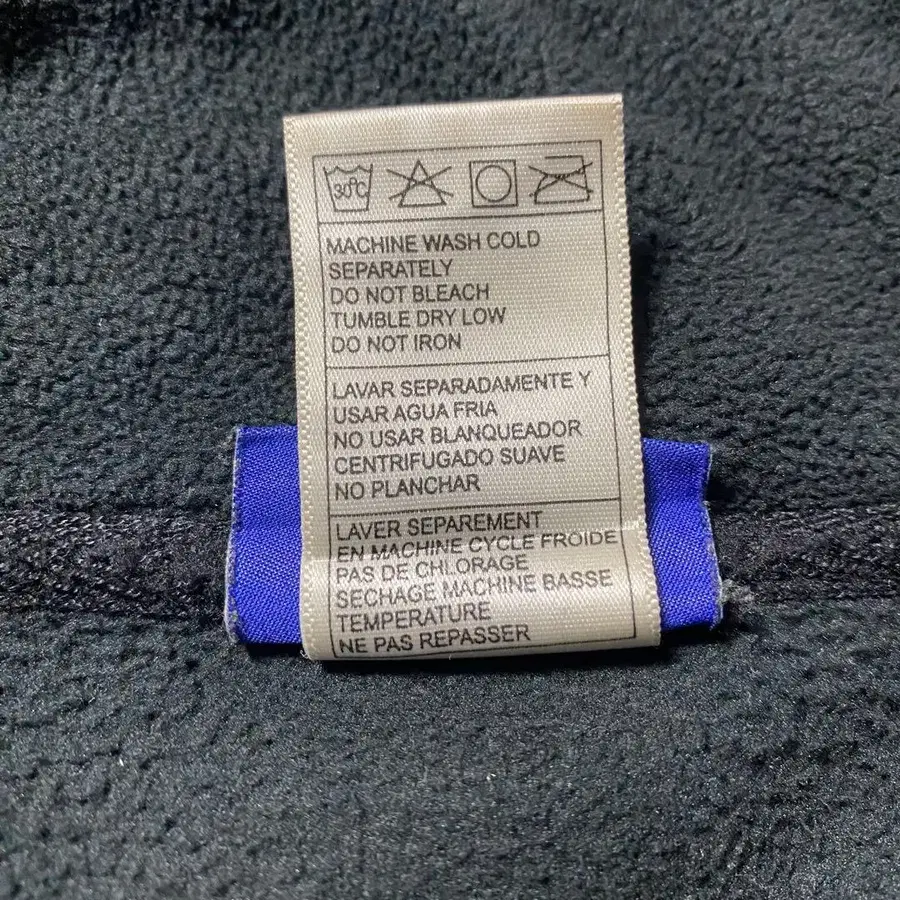 30°C
MACHINE WASH COLD
SEPARATELY
DO NOT BLEACH
TUMBLE DRY LOW
DO NOT IRON
LAVAR SEPARADAMENTE Y
USAR AGUA FRIA
NO USAR BLANQUEADOR
CENTRIFUGADO SUAVE
NO PLANCHAR
LAVER SEPAREMENT
EN MACHINE CYCLE FROIDE
PAS DE CHLORAGE
SECHAGE MACHINE BASSE
TEMPERATURE
NE PAS REPASSER